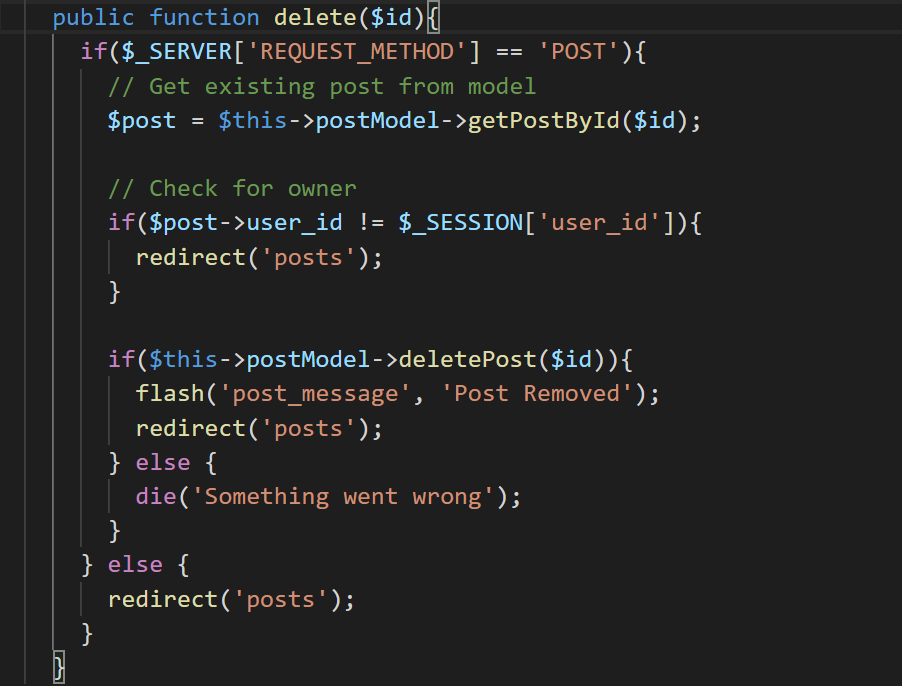 public function delete($id){
if($_SERVER['REQUEST_METHOD'] == 'POST'){
// Get existing post from model
$post = $this->postModel->getPostById($id);
// Check for owner
if($post->user_id != $_SESSION['user_id']){
redirect('posts');
}
if($this->postModel->deletePost($id)){
flash('post_message', 'Post Removed');
redirect('posts');
} else {
die('Something went wrong');
}
} else {
redirect('posts');
}
}